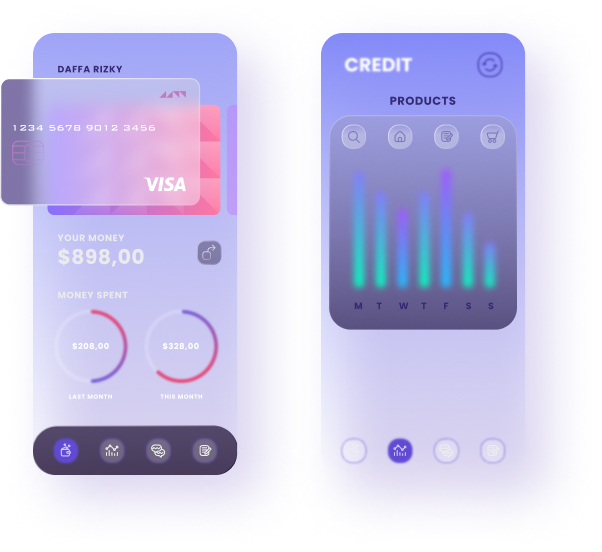 DAFFA RIZKY
1234 5678 9012 3456
VISA
YOUR MONEY
$898,00
MONEY SPENT
$208,00
$328,00
LAST MONTH
THIS MONTH
CREDIT
PRODUCTS
M T W T F S S